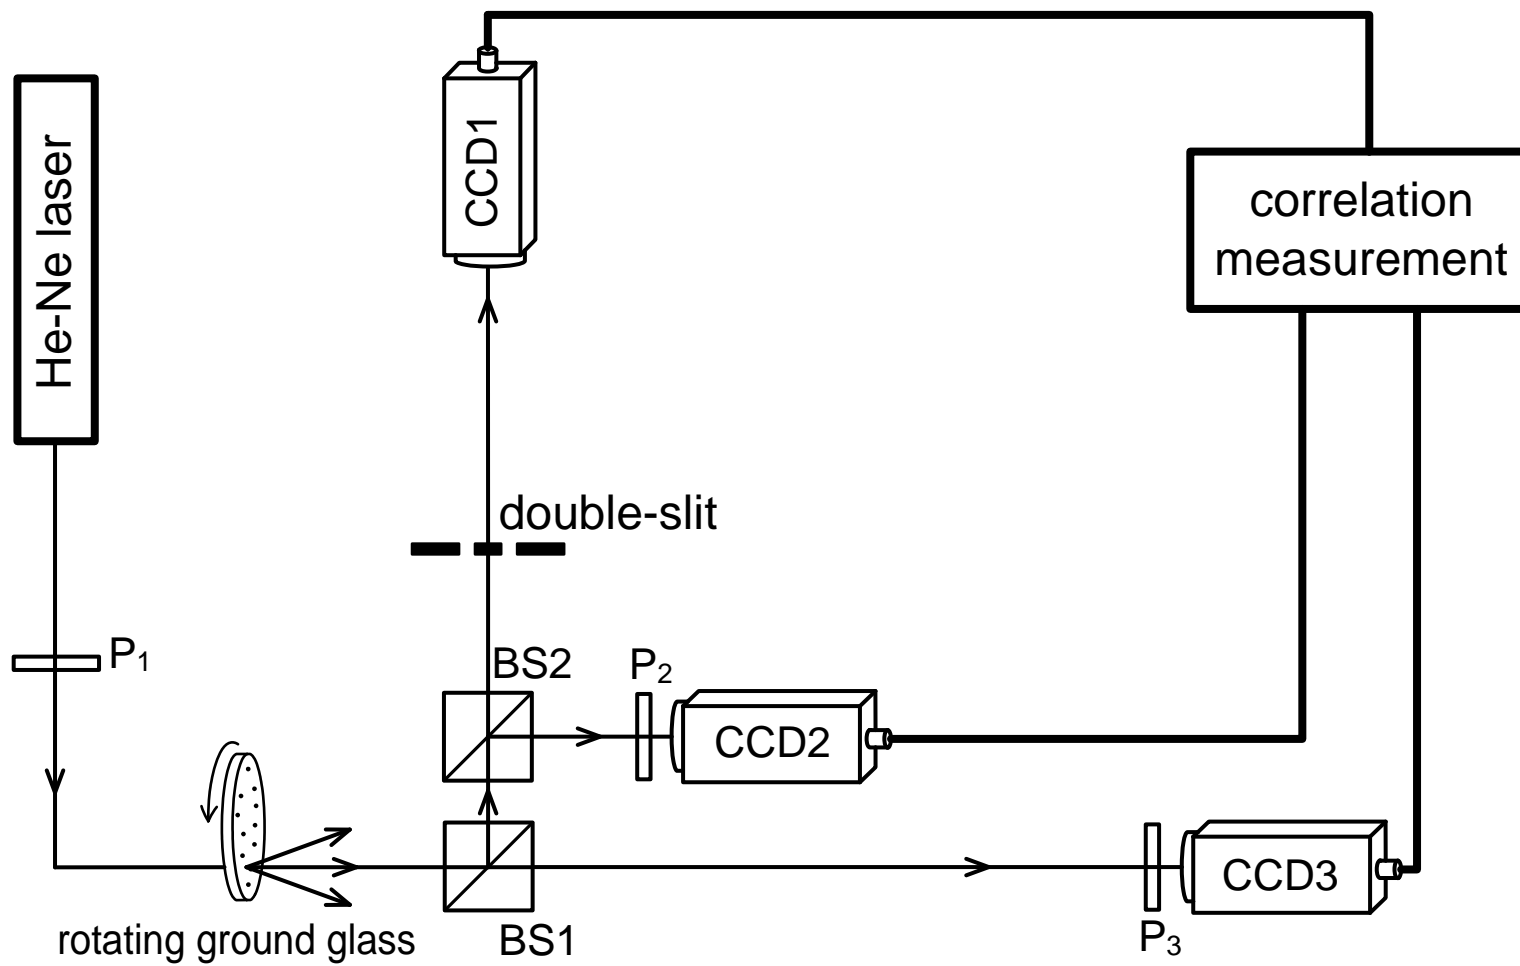 He-Ne laser
CCD1
correlation
measurement
double-slit
P₁
BS2
P₂
CCD2
CCD3
rotating ground glass
BS1
P₃